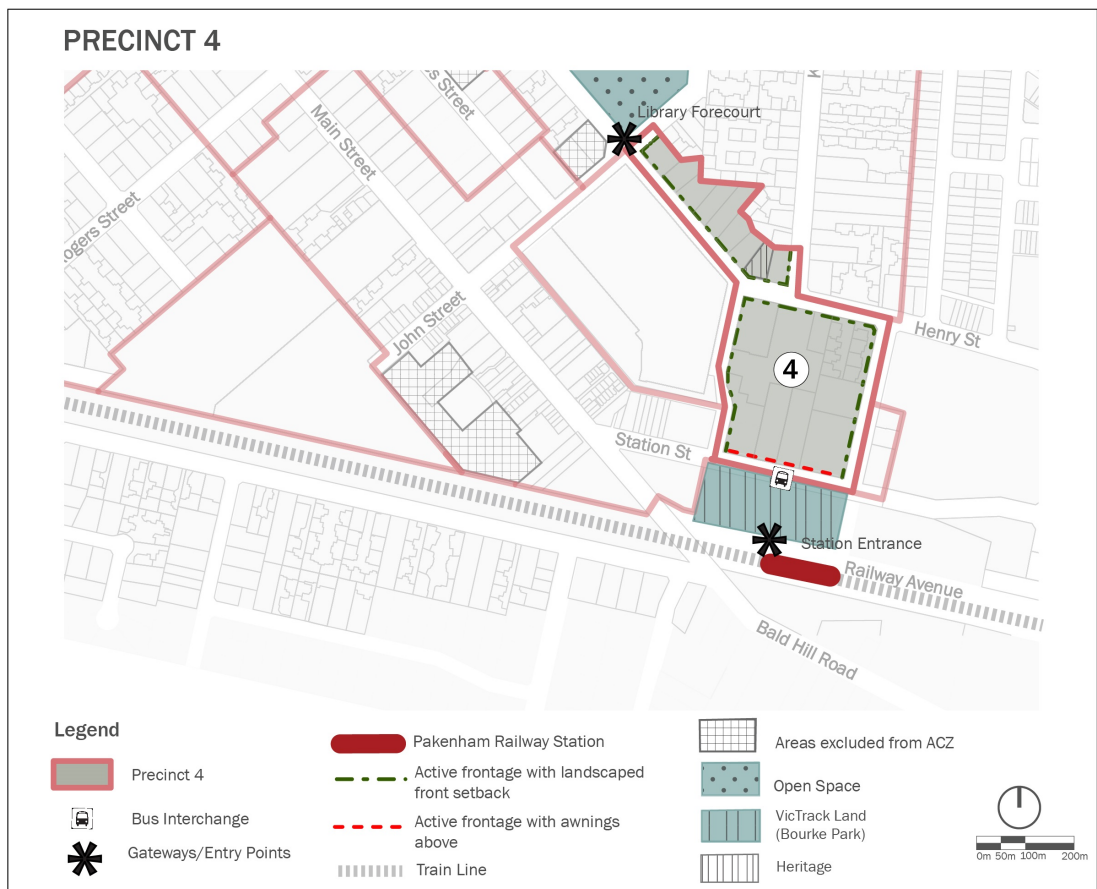 PRECINCT 4
Library Forecourt
Main Street
Street
John Street
Henry St
4
Station St
Station Entrance
Railway Avenue
Bald Hill Road
Legend
Precinct 4
Bus Interchange
Gateways/Entry Points
Pakenham Railway Station
Active frontage with landscaped
front setback
Active frontage with awnings
above
Train Line
Areas excluded from ACZ
Open Space
VicTrack Land
(Bourke Park)
Heritage
0m 50m 100m 200m